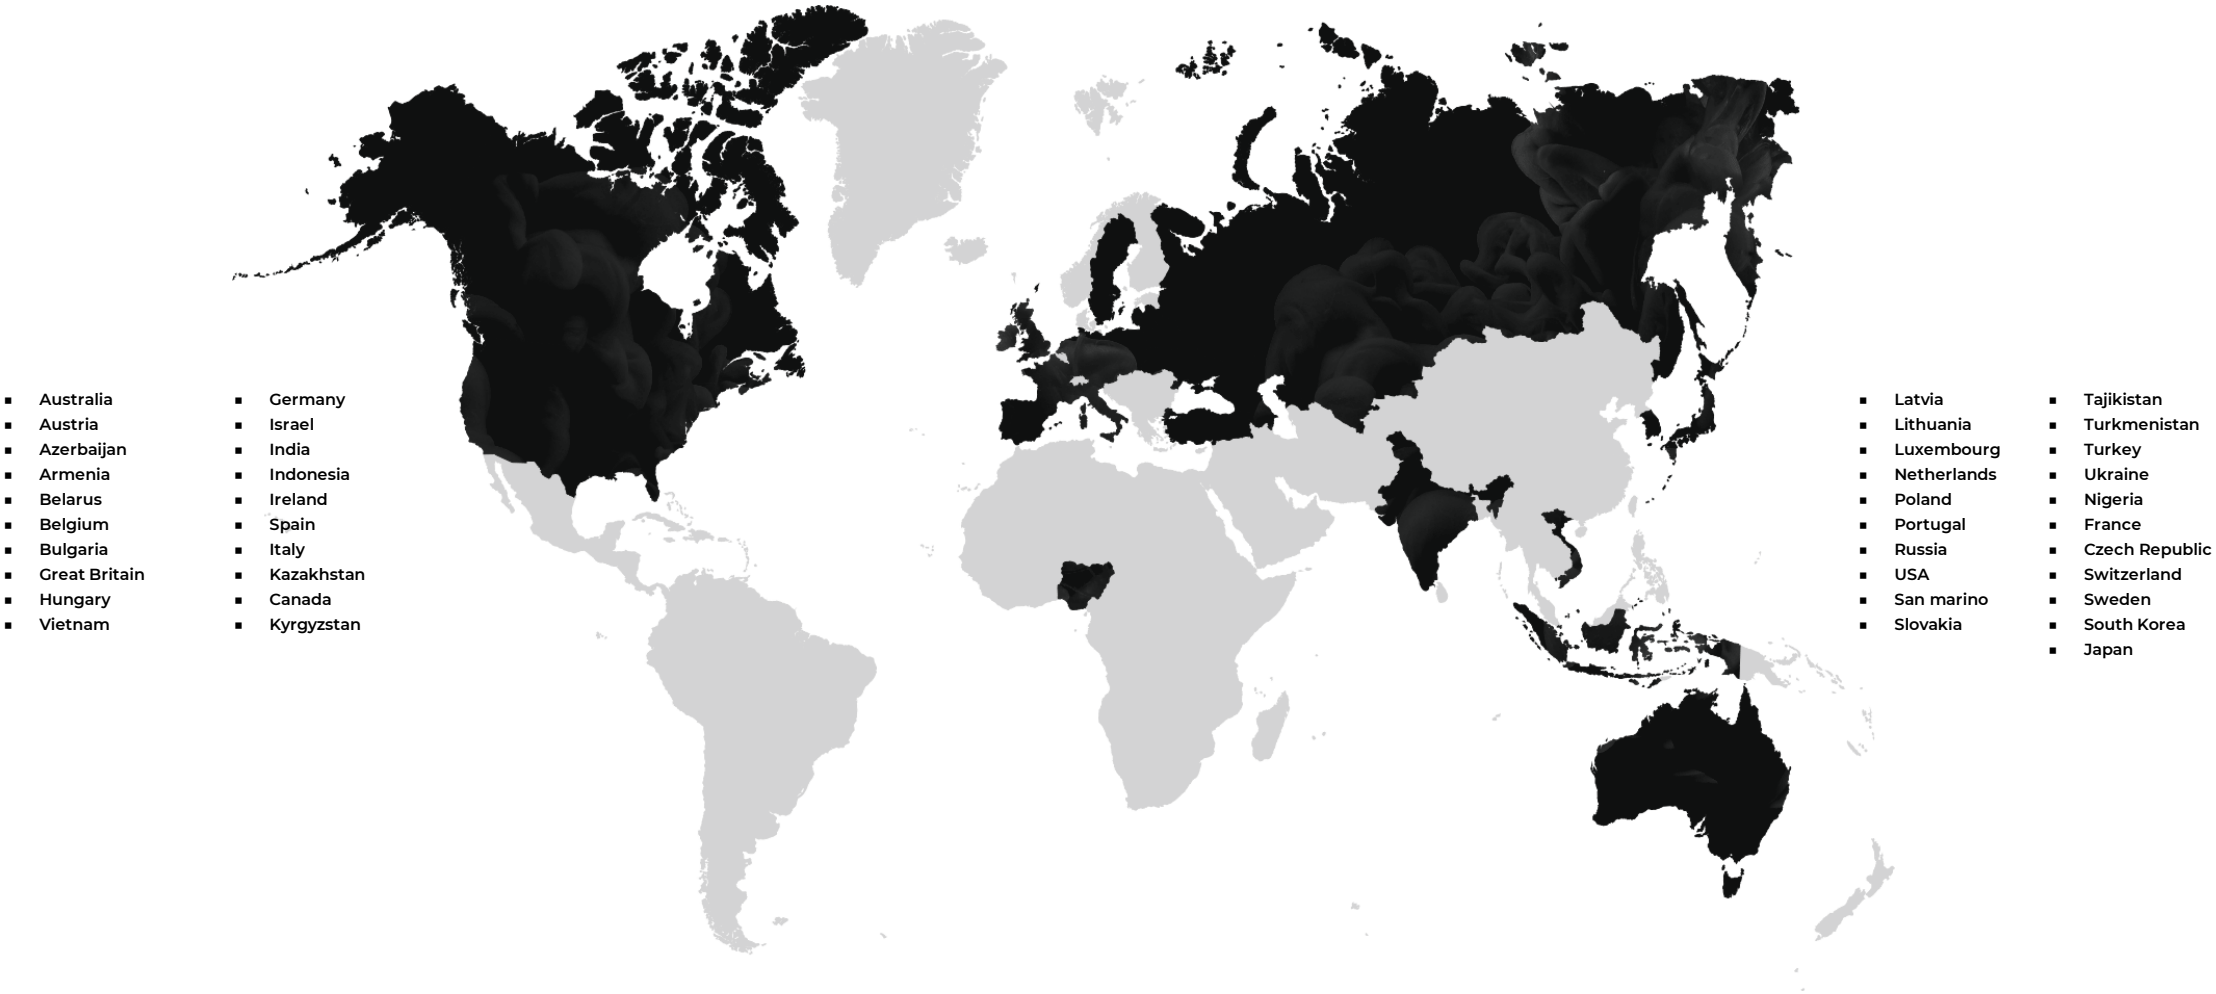 Australia
Austria
Azerbaijan
Armenia
Belarus
Belgium
Bulgaria
Great Britain
Hungary
Vietnam
Germany
Israel
India
Indonesia
Ireland
Spain
Italy
Kazakhstan
Canada
Kyrgyzstan
Latvia
Lithuania
Luxembourg
Netherlands
Poland
Portugal
Russia
USA
San marino
Slovakia
Tajikistan
Turkmenistan
Turkey
Ukraine
Nigeria
France
Czech Republic
Switzerland
Sweden
South Korea
Japan